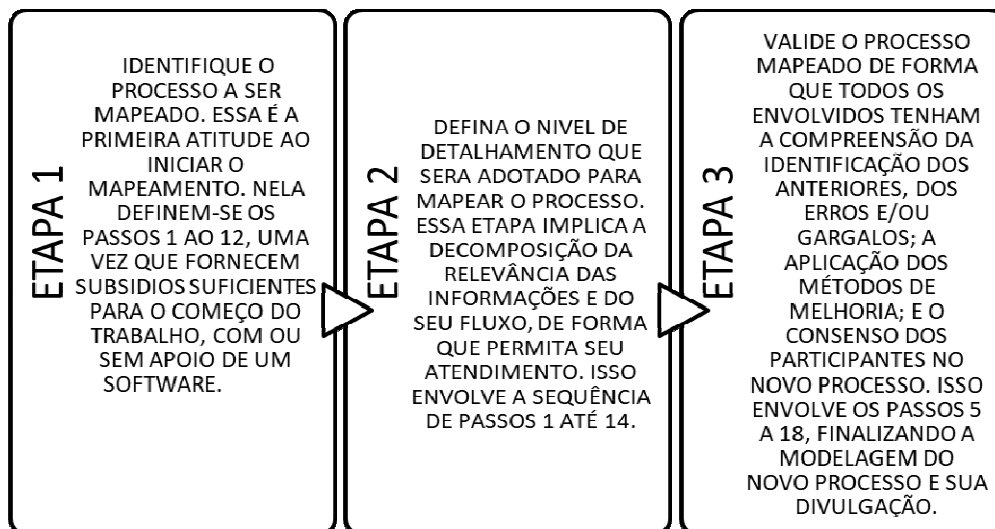 ETAPA 1
IDENTIFIQUE O
PROCESSO A SER
MAPEADO. ESSA É A
PRIMEIRA ATITUDE AO
INICIAR O
MAPEAMENTO. NELA
DEFINEM-SE OS
PASSOS 1 AO 12, UMA
VEZ QUE FORNECEM
SUBSIDIOS SUFICIENTES
PARA O COMEÇO DO
TRABALHO, COM OU
SEM APOIO DE UM
SOFTWARE.
ETAPA 2
DEFINA O NIVEL DE
DETALHAMENTO QUE
SERA ADOTADO PARA
MAPEAR O PROCESSO.
ESSA ETAPA IMPLICA A
DECOMPOSIÇÃO DA
RELEVÂNCIA DAS
INFORMAÇÕES E DO
SEU FLUXO, DE FORMA
QUE PERMITA SEU
ATENDIMENTO. ISSO
ENVOLVE A SEQUÊNCIA
DE PASSOS 1 ATÉ 14.
ETAPA 3
VALIDE O PROCESSO
MAPEADO DE FORMA
QUE TODOS OS
ENVOLVIDOS TENHAM
A COMPREENSÃO DA
IDENTIFICAÇÃO DOS
ANTERIORES, DOS
ERROS E/OU
GARGALOS; A
APLICAÇÃO DOS
MÉTODOS DE
MELHORIA; E O
CONSENSO DOS
PARTICIPANTES NO
NOVO PROCESSO. ISSO
ENVOLVE OS PASSOS 5
A 18, FINALIZANDO A
MODELAGEM DO
NOVO PROCESSO E SUA
DIVULGAÇÃO.